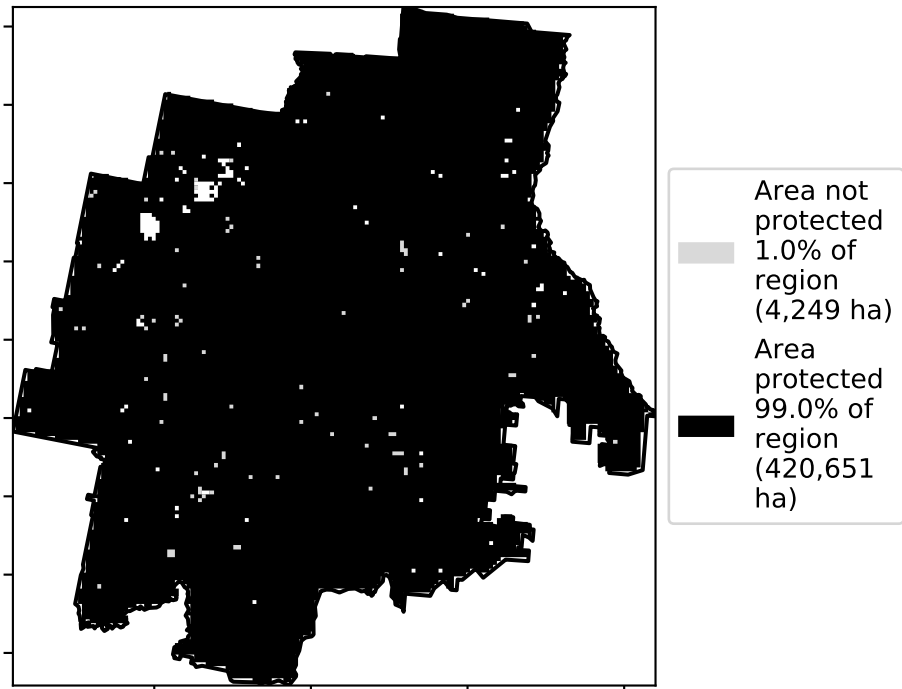 Area not
protected
1.0% of
region
(4,249 ha)
Area
protected
99.0% of
region
(420,651
ha)